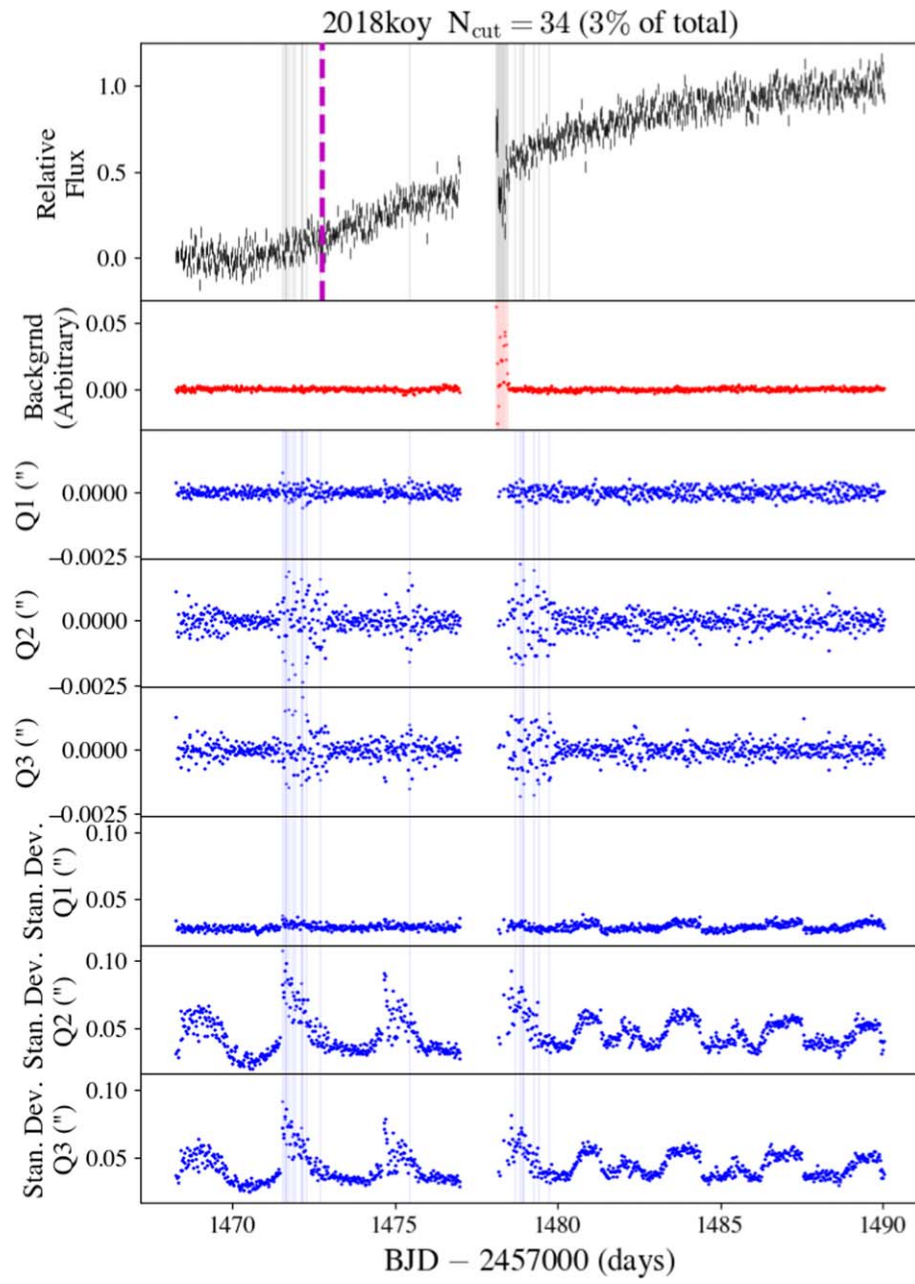 2018koy N_cut = 34 (3% of total)
Relative
Flux
1.0
0.5
0.0
Backgrnd
(Arbitrary)
0.05
0.00
Q1 (")
0.0000
−0.0025
Q2 (")
0.0000
−0.0025
Q3 (")
0.0000
−0.0025
Stan. Dev.
Q1 (")
0.10
0.05
Stan. Dev.
Q2 (")
0.10
0.05
Stan. Dev.
Q3 (")
0.10
0.05
1470 1475 1480 1485 1490
BJD − 2457000 (days)